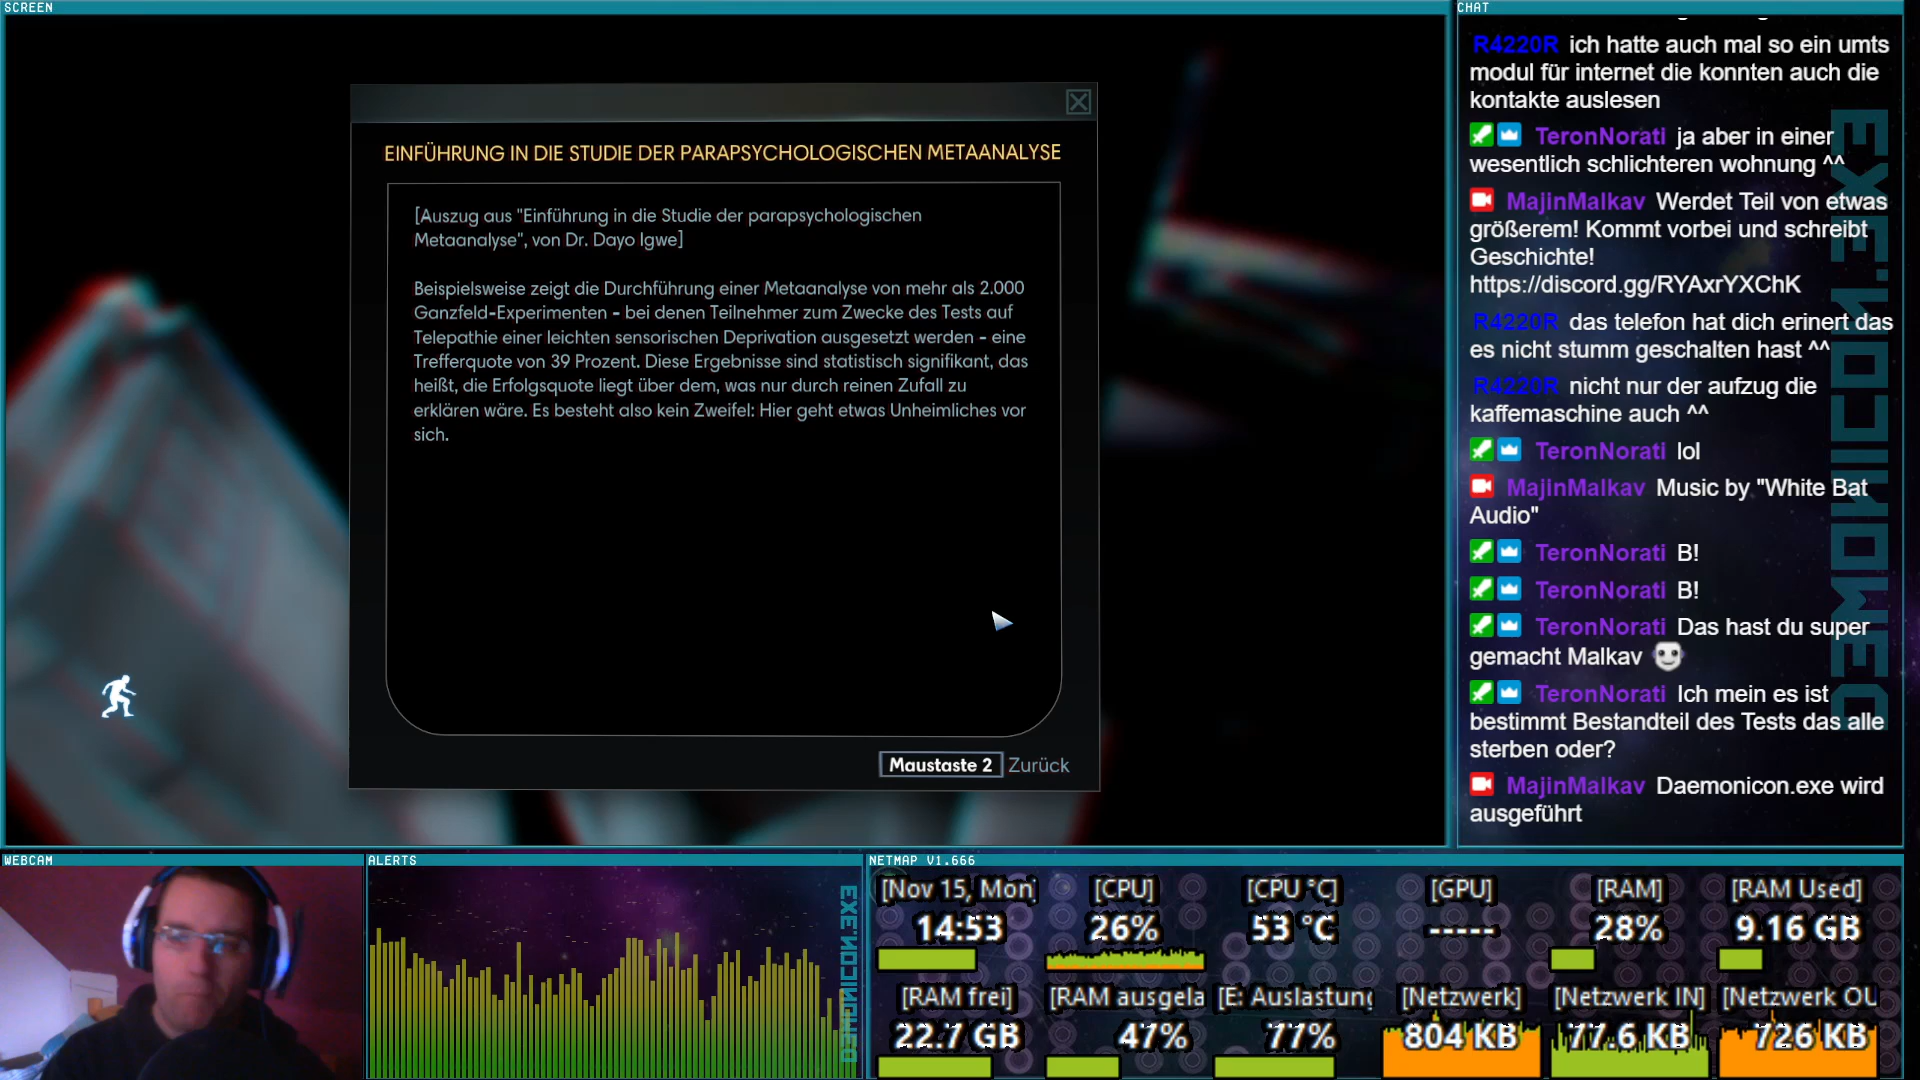 SCREEN
EINFÜHRUNG IN DIE STUDIE DER PARAPSYCHOLOGISCHEN METAANALYSE
[Auszug aus "Einführung in die Studie der parapsychologischen
Metaanalyse", von Dr. Dayo Igwe]
Beispielsweise zeigt die Durchführung einer Metaanalyse von mehr als 2.000
Ganzfeld-Experimenten - bei denen Teilnehmer zum Zwecke des Tests auf
Telepathie einer leichten sensorischen Deprivation ausgesetzt werden - eine
Trefferquote von 39 Prozent. Diese Ergebnisse sind statistisch signifikant, das
heißt, die Erfolgsquote liegt über dem, was nur durch reinen Zufall zu
erklären wäre. Es besteht also kein Zweifel: Hier geht etwas Unheimliches vor
sich.
Maustaste 2 Zurück
CHAT
R4220R ich hatte auch mal so ein umts
modul für internet die konnten auch die
kontakte auslesen
TeronNorati ja aber in einer
wesentlich schlichteren wohnung ^^
MajinMalkav Werdet Teil von etwas
größerem! Kommt vorbei und schreibt
Geschichte!
https://discord.gg/RYAxrYXChK
R4220R das telefon hat dich erinert das
es nicht stumm geschalten hast ^^
R4220R nicht nur der aufzug die
kaffemaschine auch ^^
TeronNorati lol
MajinMalkav Music by "White Bat
Audio"
TeronNorati B!
TeronNorati B!
TeronNorati Das hast du super
gemacht Malkav
TeronNorati Ich mein es ist
bestimmt Bestandteil des Tests das alle
sterben oder?
MajinMalkav Daemonicon.exe wird
ausgeführt
DAEMONICON.EXE
WEBCAM
ALERTS
DAEMONICON.EXE
NETMAP V1.666
[Nov 15, Mon] [CPU] [CPU °C] [GPU] [RAM] [RAM Used]
14:53 26% 53 °C ----- 28% 9.16 GB
[RAM frei] [RAM ausgela [E: Auslastung [Netzwerk] [Netzwerk IN] [Netzwerk OU
22.7 GB 47% 77% 804 KB 77.6 KB 726 KB